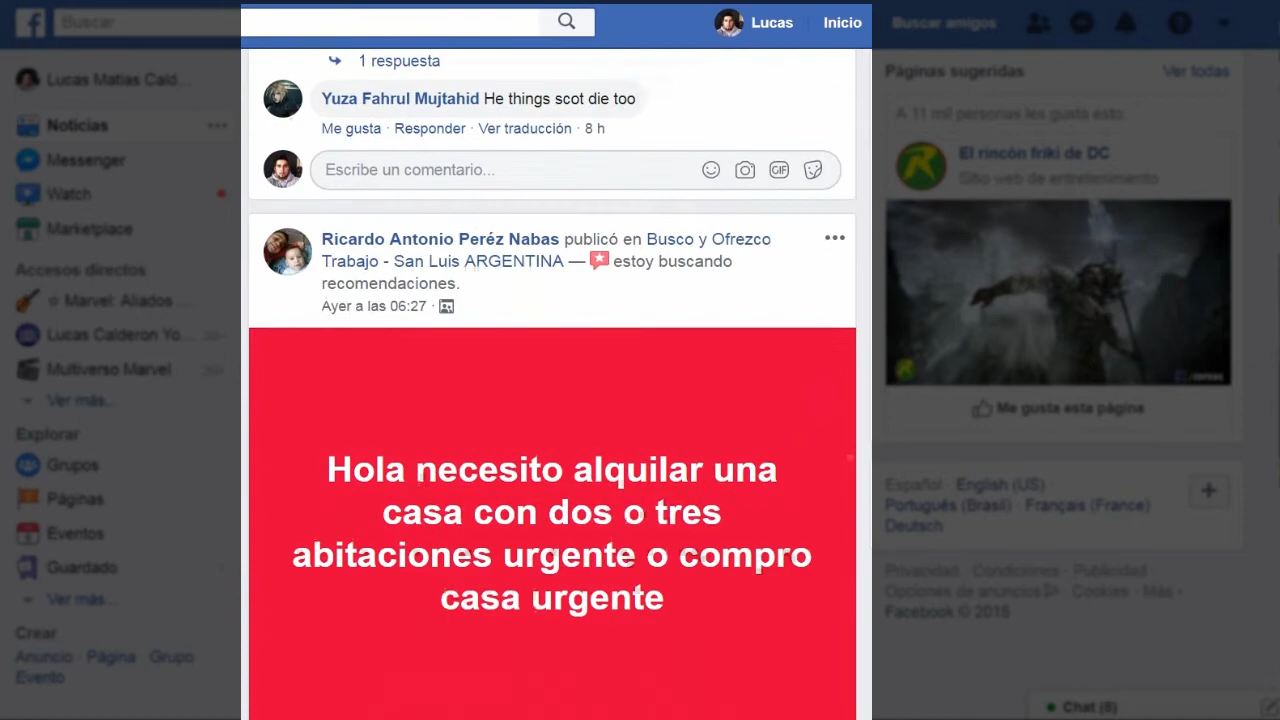 Buscar
Lucas
Inicio
Buscar amigos
Lucas Matias Cald...
Noticias
Messenger
Watch
Marketplace
Accesos directos
Marvel: Aliados ...
Lucas Calderon Yo...
20+
Multiverso Marvel
20+
Ver más...
Explorar
Grupos
Páginas
Eventos
Guardado
Ver más...
Crear
Anuncio · Página · Grupo
Evento
1 respuesta
Yuza Fahrul Mujtahid He things scot die too
Me gusta · Responder · Ver traducción · 8 h
Escribe un comentario...
GIF
Ricardo Antonio Peréz Nabas publicó en Busco y Ofrezco
Trabajo - San Luis ARGENTINA — estoy buscando
recomendaciones.
Ayer a las 06:27 ·
Hola necesito alquilar una
casa con dos o tres
abitaciones urgente o compro
casa urgente
Páginas sugeridas
Ver todas
A 11 mil personas les gusta esto
El rincón friki de DC
Sitio web de entretenimiento
Me gusta esta página
Español · English (US) ·
Português (Brasil) · Français (France) ·
Deutsch
Privacidad · Condiciones · Publicidad ·
Opciones de anuncios · Cookies · Más
Facebook © 2018
Chat (8)